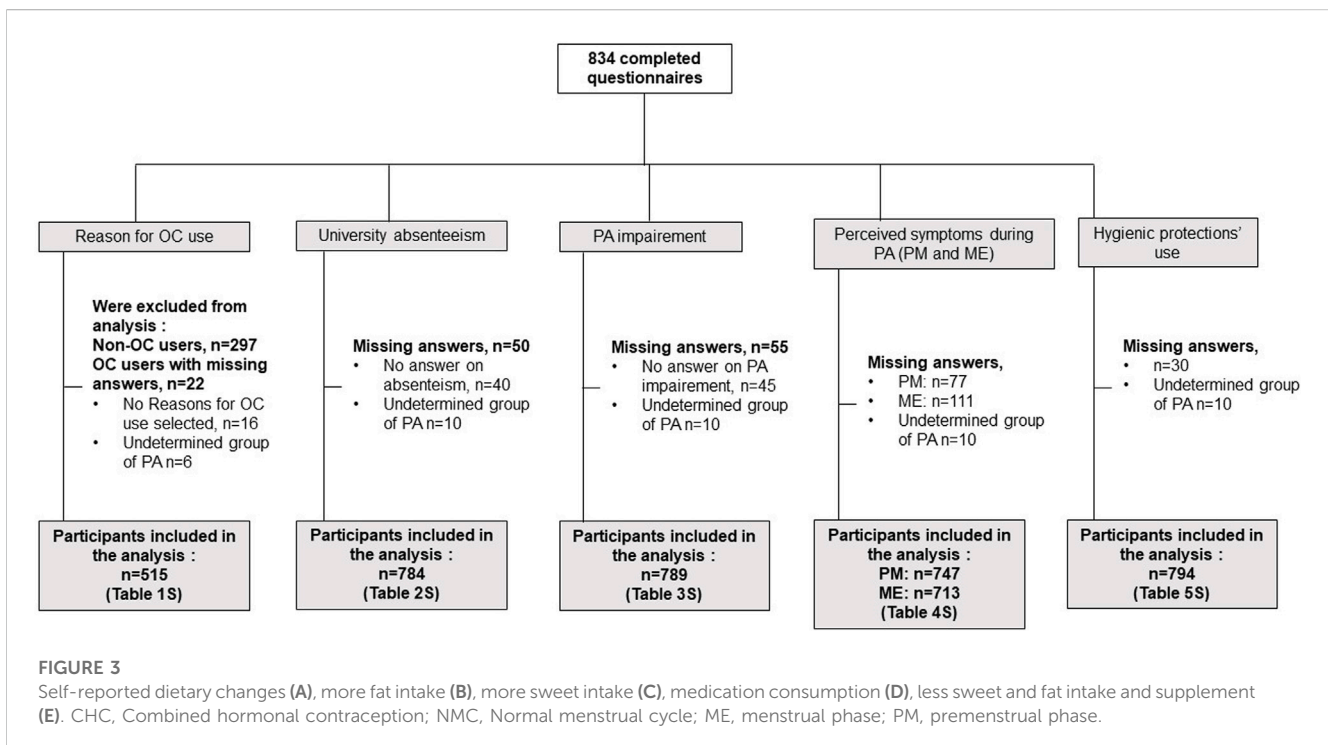 834 completed
questionnaires
Reason for OC use
Were excluded from
analysis :
Non-OC users, n=297
OC users with missing
answers, n=22
• No Reasons for OC
use selected, n=16
• Undetermined group
of PA n=6
Participants included in
the analysis :
n=515
(Table 1S)
University absenteeism
Missing answers, n=50
• No answer on
absenteism, n=40
• Undetermined group
of PA n=10
Participants included in
the analysis :
n=784
(Table 2S)
PA impairement
Missing answers, n=55
• No answer on PA
impairement, n=45
• Undetermined group
of PA n=10
Participants included in
the analysis :
n=789
(Table 3S)
Perceived symptoms during
PA (PM and ME)
Missing answers,
• PM: n=77
• ME: n=111
• Undetermined group
of PA n=10
Participants included in
the analysis :
PM: n=747
ME: n=713
(Table 4S)
Hygienic protections'
use
Missing answers,
• n=30
• Undetermined group
of PA n=10
Participants included in
the analysis :
n=794
(Table 5S)
FIGURE 3
Self-reported dietary changes (A), more fat intake (B), more sweet intake (C), medication consumption (D), less sweet and fat intake and supplement
(E). CHC, Combined hormonal contraception; NMC, Normal menstrual cycle; ME, menstrual phase; PM, premenstrual phase.